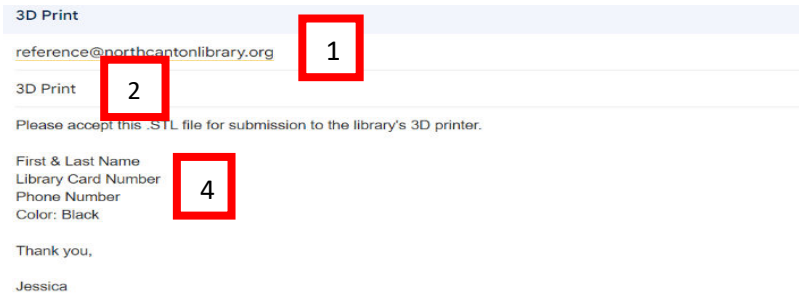 3D Print
reference@northcantonlibrary.org
1
3D Print
2
Please accept this .STL file for submission to the library's 3D printer.
First & Last Name
Library Card Number
Phone Number
4
Color: Black
Thank you,
Jessica